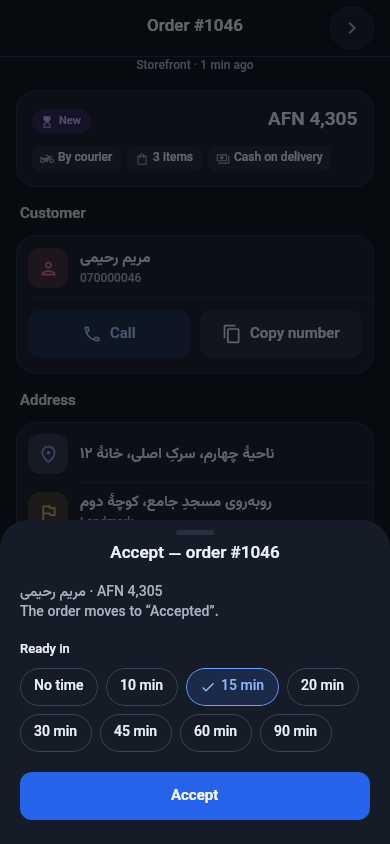 Order #1046
Storefront · 1 min ago
New
AFN 4,305
By courier
3 items
Cash on delivery
Customer
مریم رحیمی
070000046
Call
Copy number
Address
ناحیهٔ چهارم، سرکِ اصلی، خانهٔ ۱۲
روبه‌روی مسجدِ جامع، کوچهٔ دوم
Landmark
Accept — order #1046
مریم رحیمی · AFN 4,305
The order moves to “Accepted”.
Ready in
No time
10 min
15 min
20 min
30 min
45 min
60 min
90 min
Accept